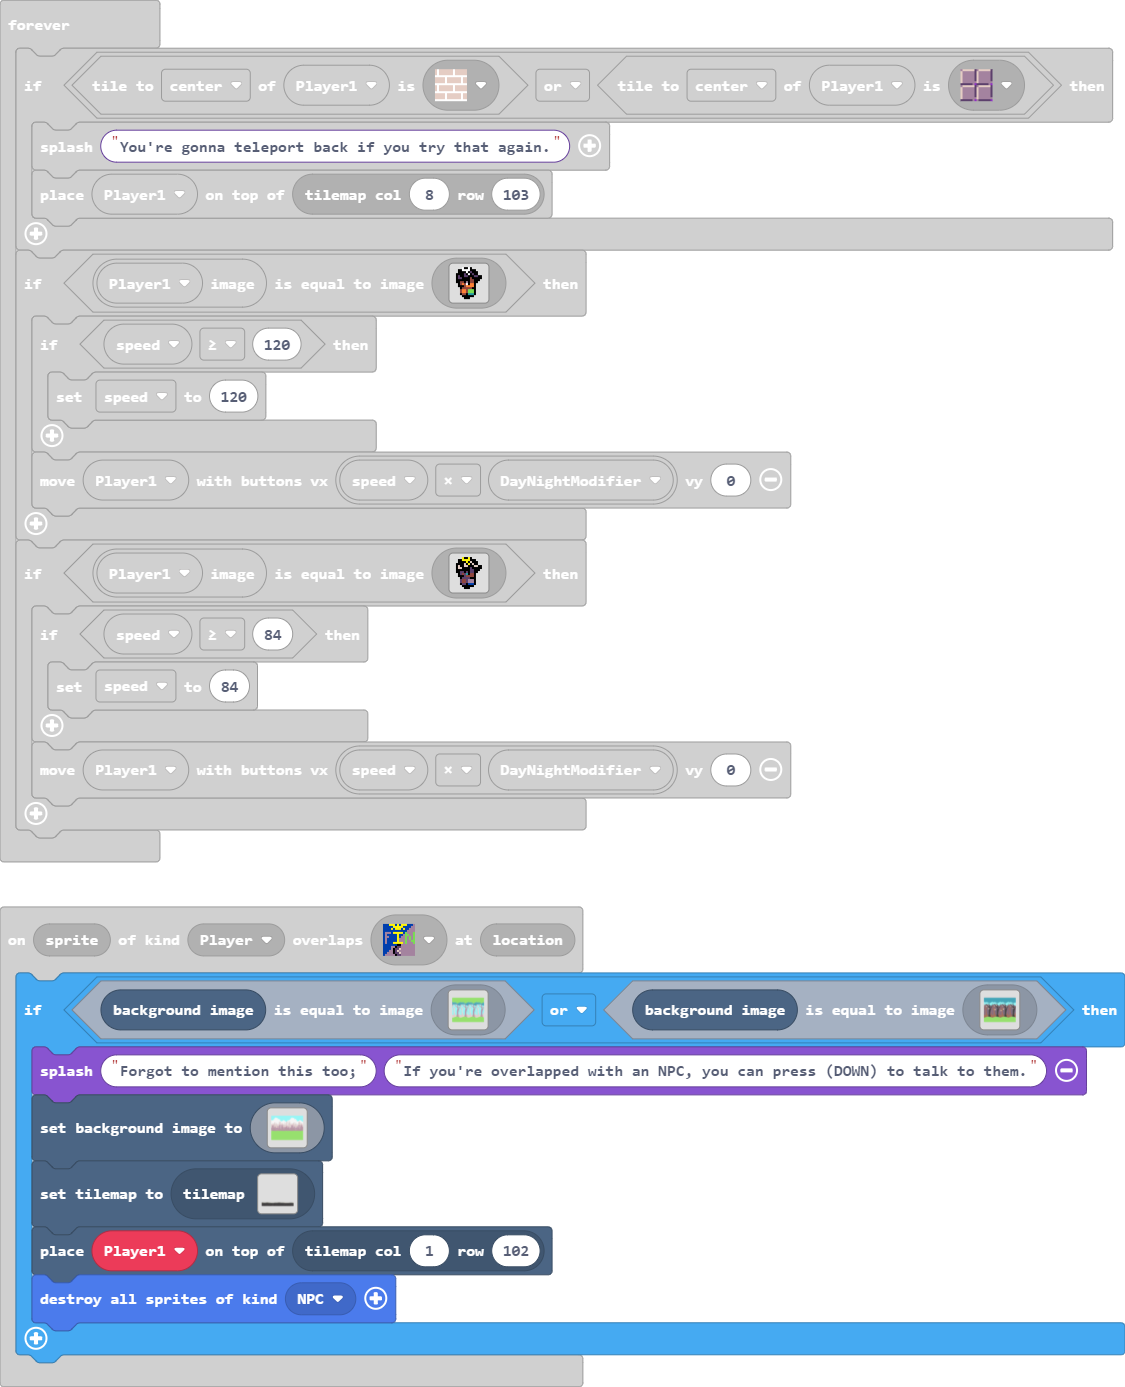 forever
if tile to center of Player1 is or tile to center of Player1 is then
splash "You're gonna teleport back if you try that again."
place Player1 on top of tilemap col 8 row 103
if Player1 image is equal to image then
if speed ≥ 120 then
set speed to 120
move Player1 with buttons vx speed × DayNightModifier vy 0
if Player1 image is equal to image then
if speed ≥ 84 then
set speed to 84
move Player1 with buttons vx speed × DayNightModifier vy 0
on sprite of kind Player overlaps FIN at location
if background image is equal to image or background image is equal to image then
splash "Forgot to mention this too;" "If you're overlapped with an NPC, you can press (DOWN) to talk to them."
set background image to
set tilemap to tilemap
place Player1 on top of tilemap col 1 row 102
destroy all sprites of kind NPC